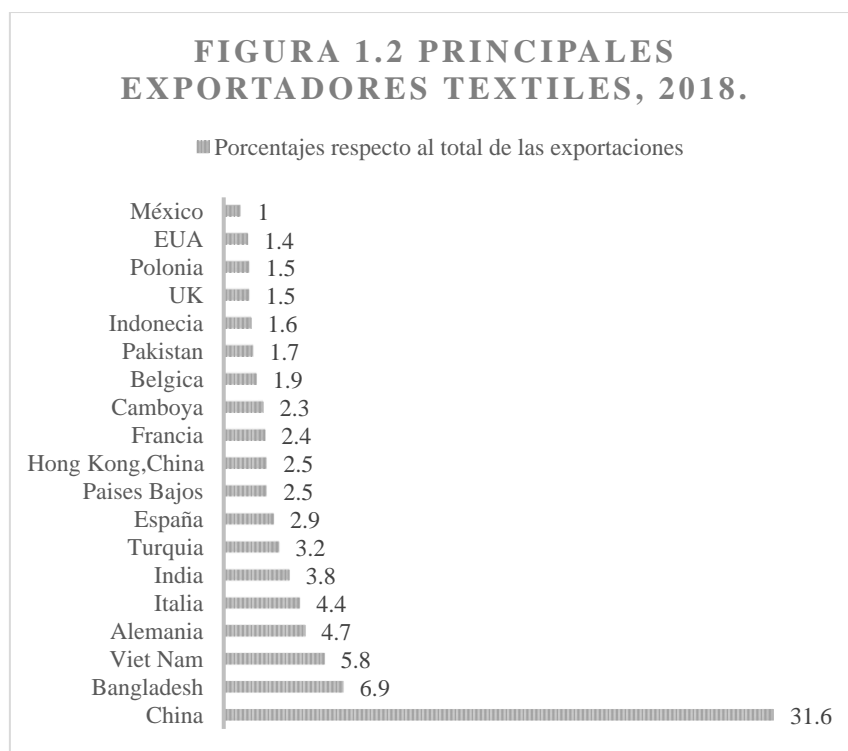 FIGURA 1.2 PRINCIPALES
EXPORTADORES TEXTILES, 2018.
Porcentajes respecto al total de las exportaciones
México 1
EUA 1.4
Polonia 1.5
UK 1.5
Indonecia 1.6
Pakistan 1.7
Belgica 1.9
Camboya 2.3
Francia 2.4
Hong Kong,China 2.5
Paises Bajos 2.5
España 2.9
Turquia 3.2
India 3.8
Italia 4.4
Alemania 4.7
Viet Nam 5.8
Bangladesh 6.9
China 31.6